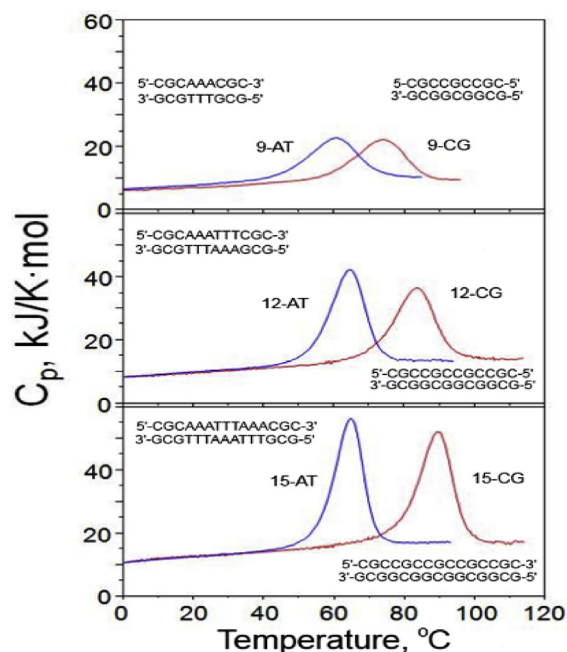 60
40
20
0
5'-CGCAAACGC-3'
3'-GCGTTTGCG-5'
5-CGCCGCCGC-5'
3'-GCGGCGGCG-5'
9-AT
9-CG
40
20
0
5'-CGCAAATTTCGC-3'
3'-GCGTTTAAAGCG-5'
12-AT
12-CG
5'-CGCCGCCGCCGC-5'
3'-GCGGCGGCGGCG-5'
40
20
0
5'-CGCAAATTTAAACGC-3'
3'-GCGTTTAAATTTGCG-5'
15-AT
15-CG
5'-CGCCGCCGCCGCCGC-3'
3'-GCGGCGGCGGCGGCG-5'
0 20 40 60 80 100 120
Temperature, °C
Cp, kJ/K·mol